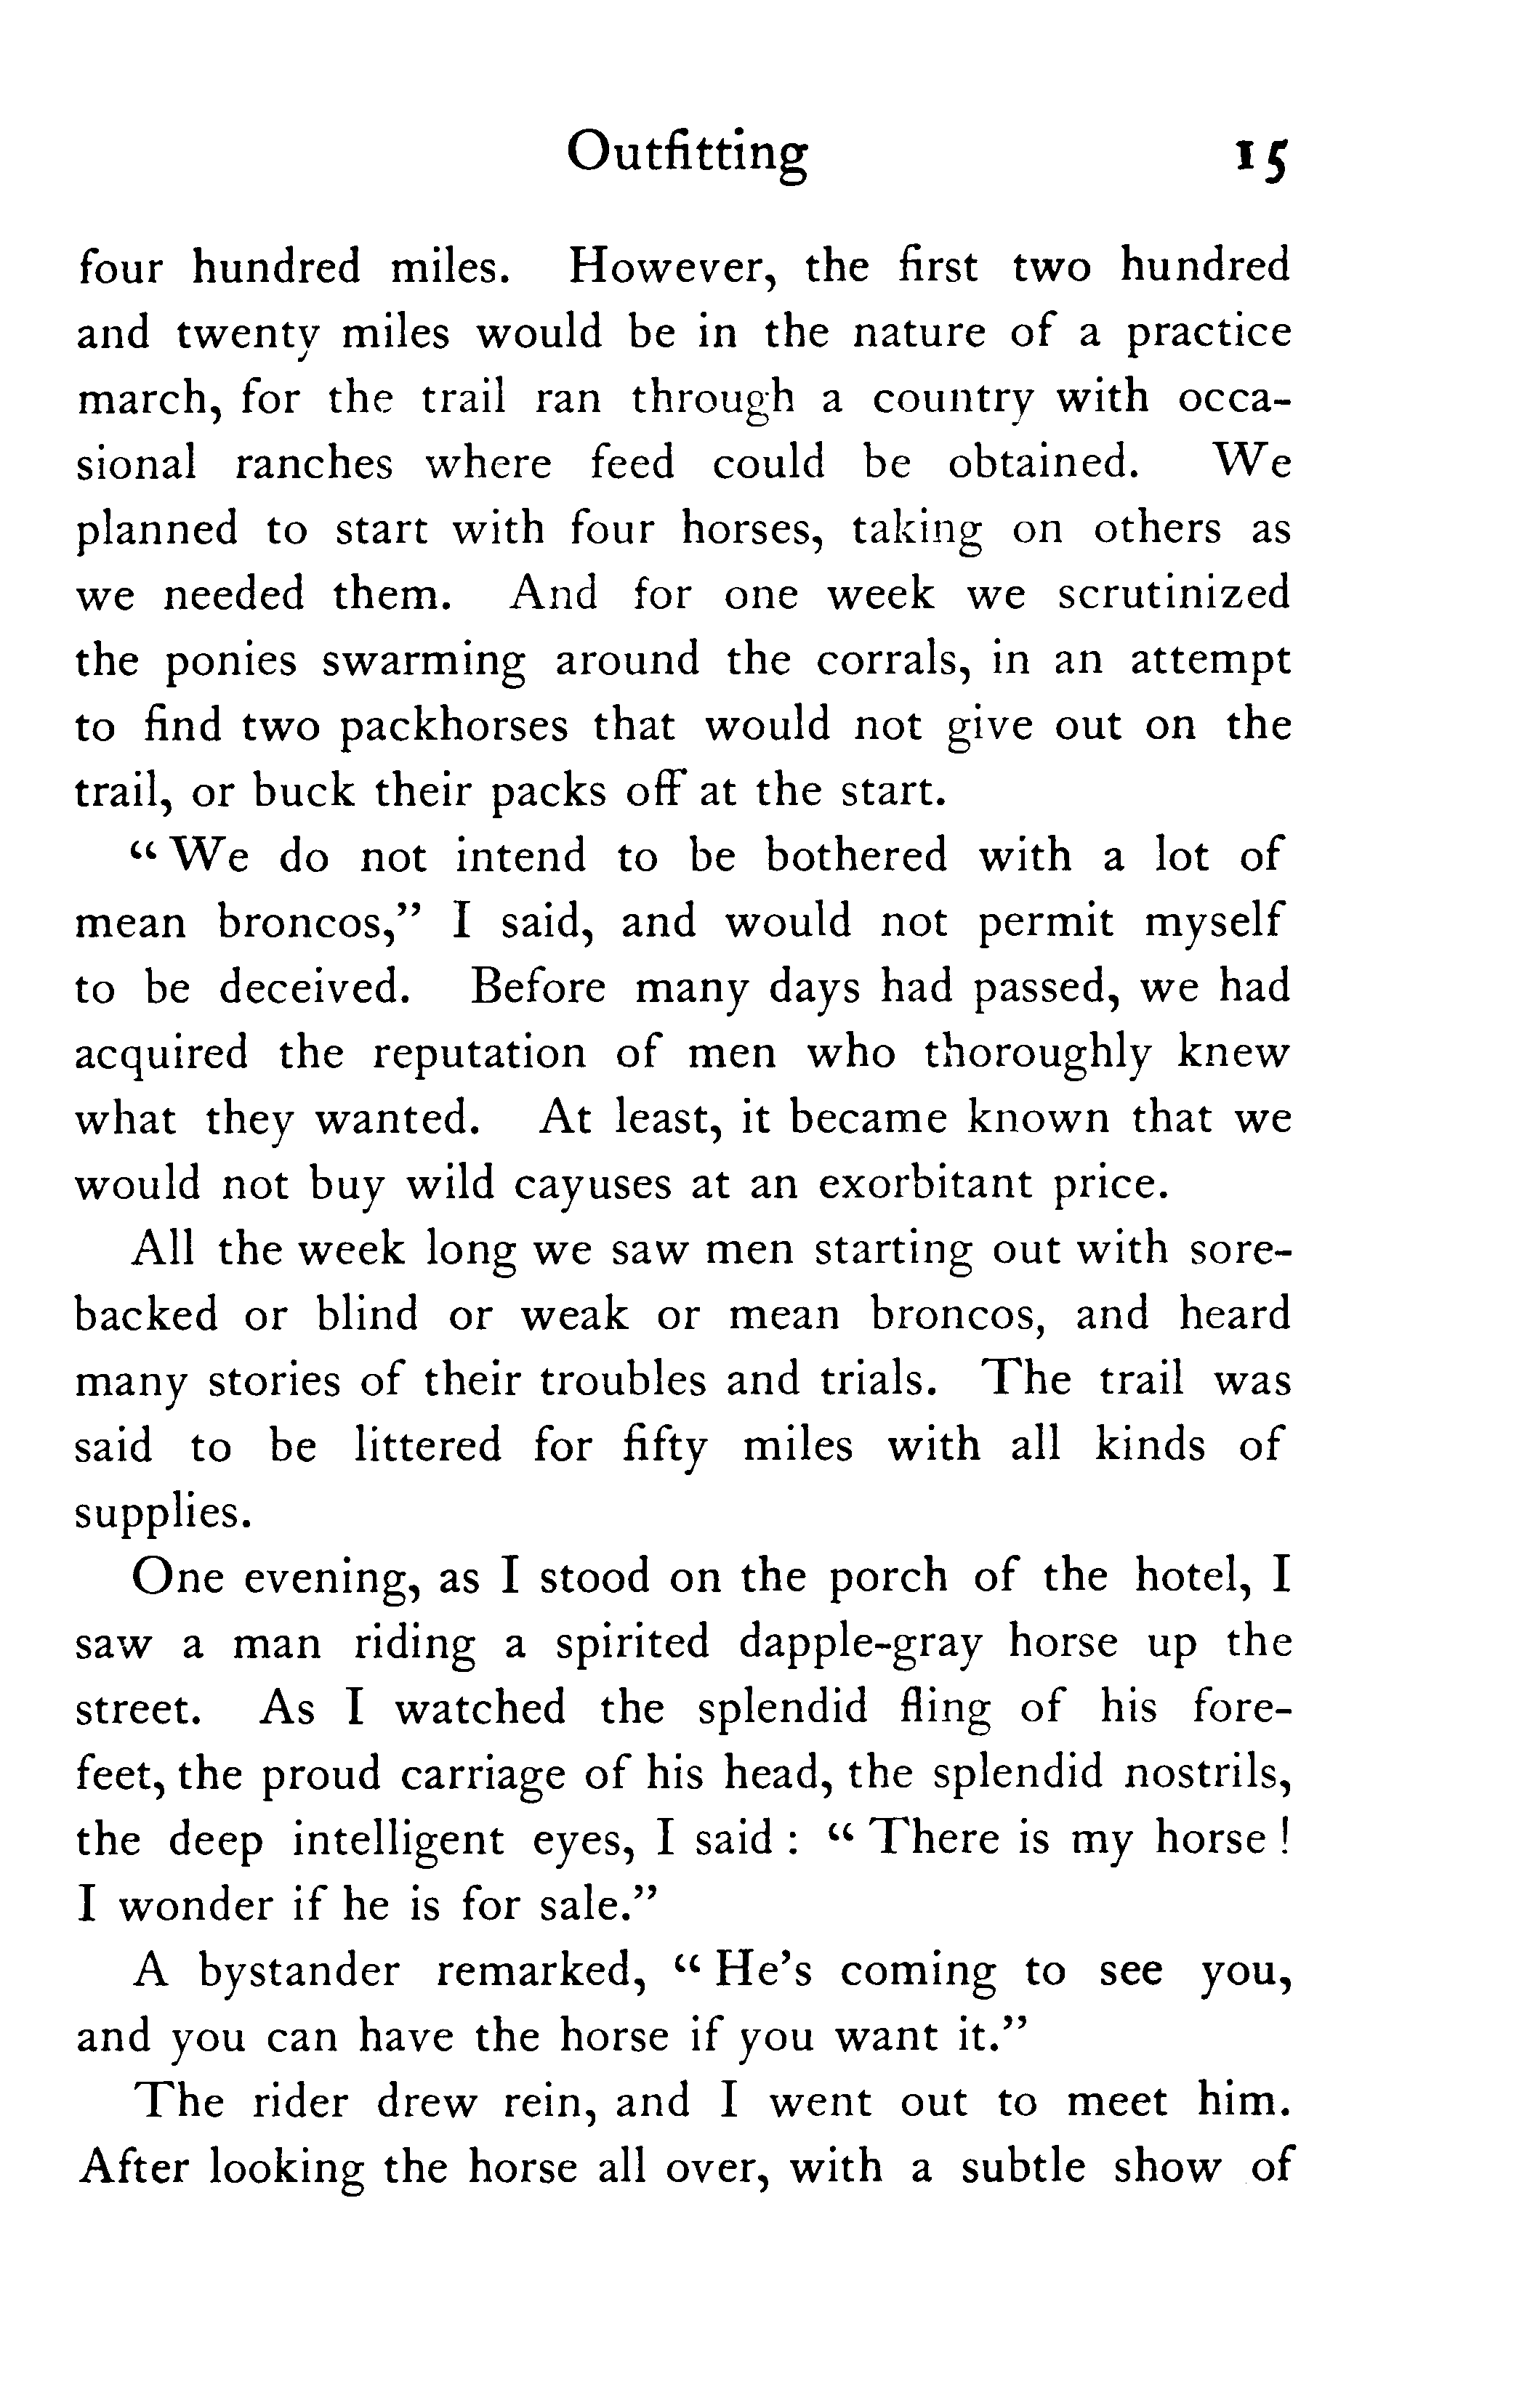 Outfitting 15
four hundred miles. However, the first two hundred
and twenty miles would be in the nature of a practice
march, for the trail ran through a country with occa-
sional ranches where feed could be obtained. We
planned to start with four horses, taking on others as
we needed them. And for one week we scrutinized
the ponies swarming around the corrals, in an attempt
to find two packhorses that would not give out on the
trail, or buck their packs off at the start.
“We do not intend to be bothered with a lot of
mean broncos,” I said, and would not permit myself
to be deceived. Before many days had passed, we had
acquired the reputation of men who thoroughly knew
what they wanted. At least, it became known that we
would not buy wild cayuses at an exorbitant price.
All the week long we saw men starting out with sore-
backed or blind or weak or mean broncos, and heard
many stories of their troubles and trials. The trail was
said to be littered for fifty miles with all kinds of
supplies.
One evening, as I stood on the porch of the hotel, I
saw a man riding a spirited dapple-gray horse up the
street. As I watched the splendid fling of his fore-
feet, the proud carriage of his head, the splendid nostrils,
the deep intelligent eyes, I said : “There is my horse !
I wonder if he is for sale.”
A bystander remarked, “He’s coming to see you,
and you can have the horse if you want it.”
The rider drew rein, and I went out to meet him.
After looking the horse all over, with a subtle show of